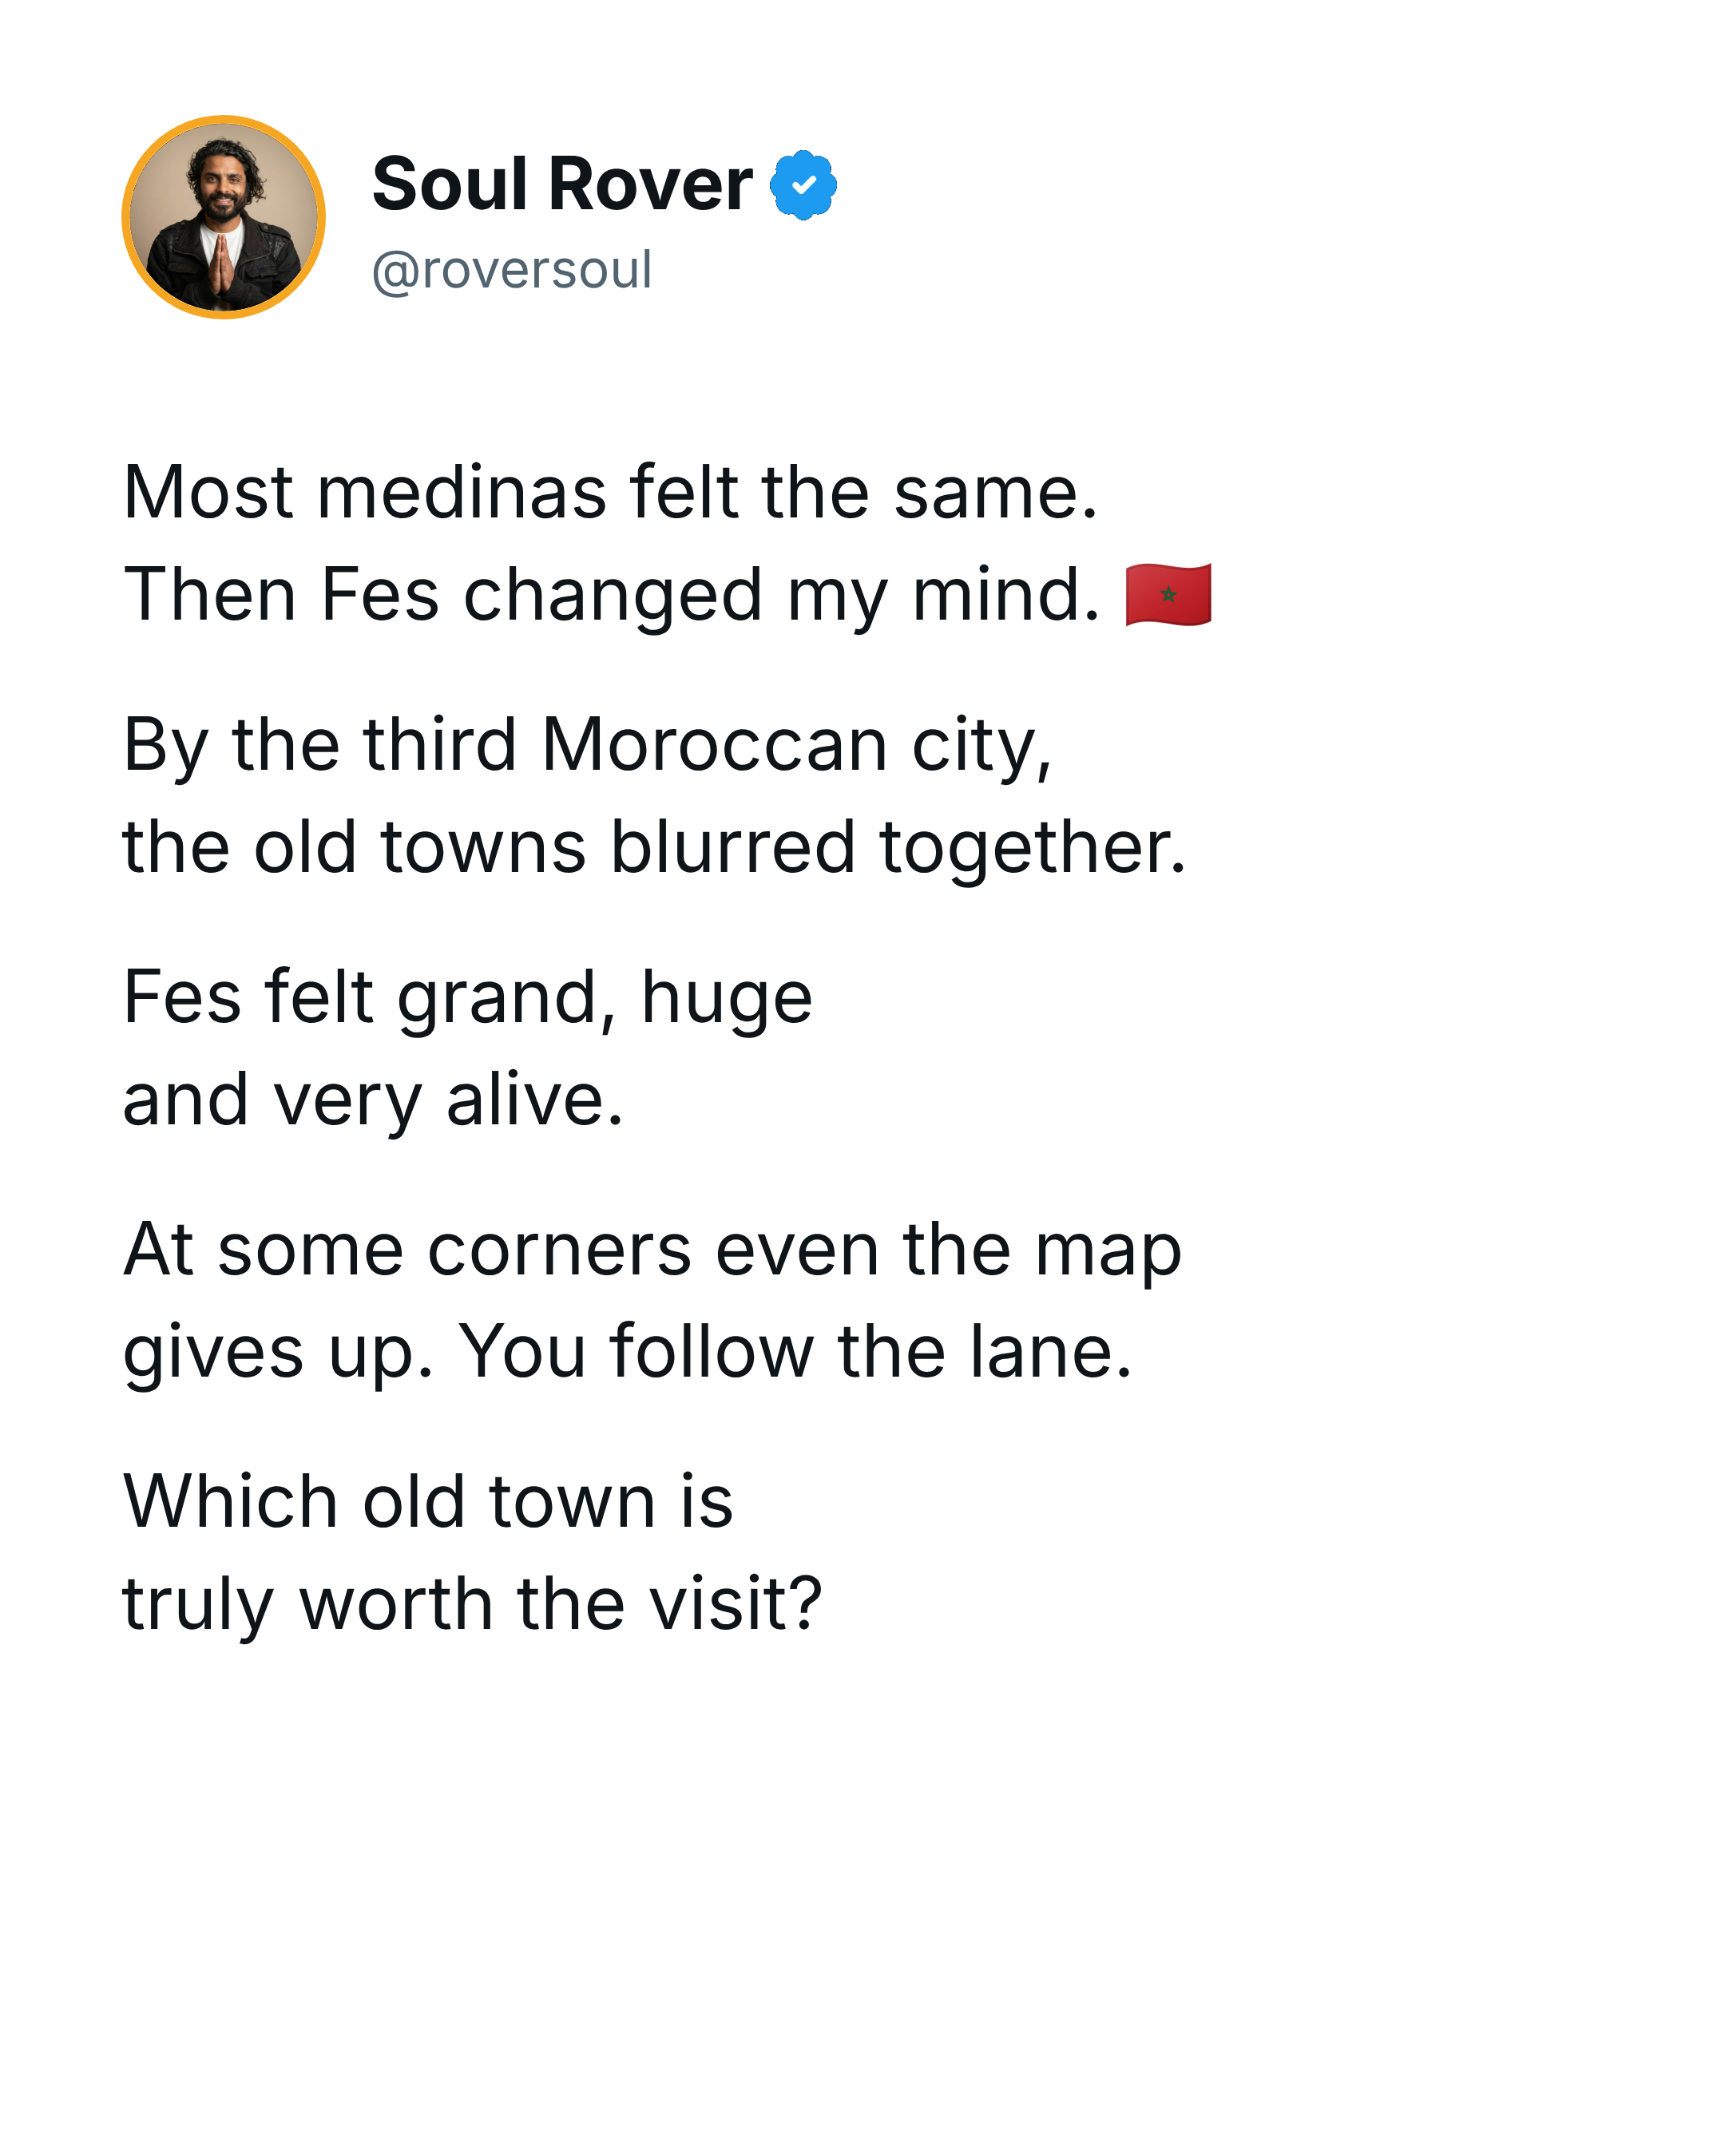 Soul Rover
@roversoul
Most medinas felt the same.
Then Fes changed my mind. 🇲🇦
By the third Moroccan city,
the old towns blurred together.
Fes felt grand, huge
and very alive.
At some corners even the map
gives up. You follow the lane.
Which old town is
truly worth the visit?